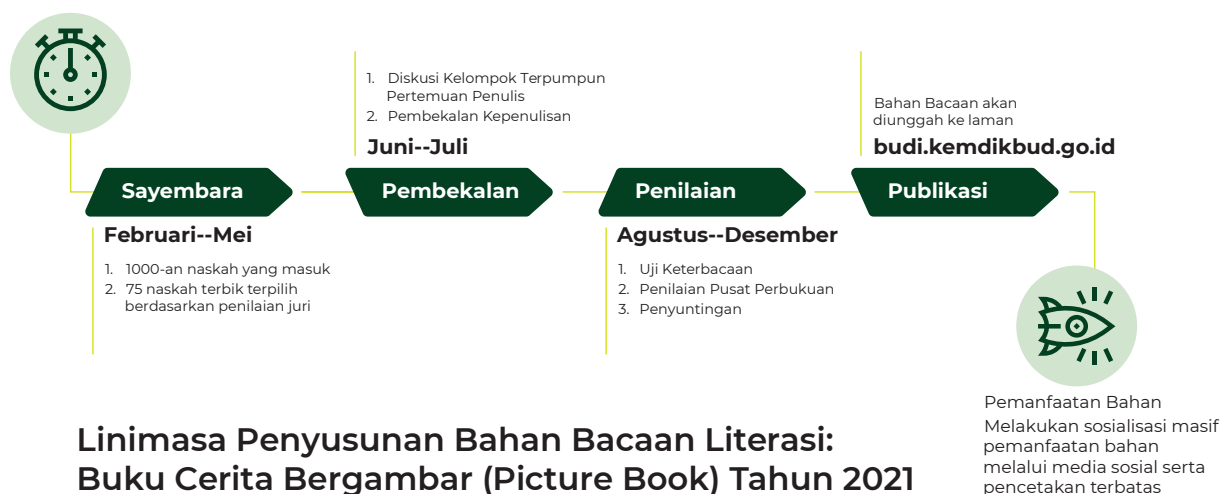 Sayembara
Februari--Mei
1. 1000-an naskah yang masuk
2. 75 naskah terbik terpilih
berdasarkan penilaian juri
1. Diskusi Kelompok Terpumpun
Pertemuan Penulis
2. Pembekalan Kepenulisan
Juni--Juli
Pembekalan
Penilaian
Agustus--Desember
1. Uji Keterbacaan
2. Penilaian Pusat Perbukuan
3. Penyuntingan
Bahan Bacaan akan
diunggah ke laman
budi.kemdikbud.go.id
Publikasi
Pemanfaatan Bahan
Melakukan sosialisasi masif
pemanfaatan bahan
melalui media sosial serta
pencetakan terbatas
Linimasa Penyusunan Bahan Bacaan Literasi:
Buku Cerita Bergambar (Picture Book) Tahun 2021